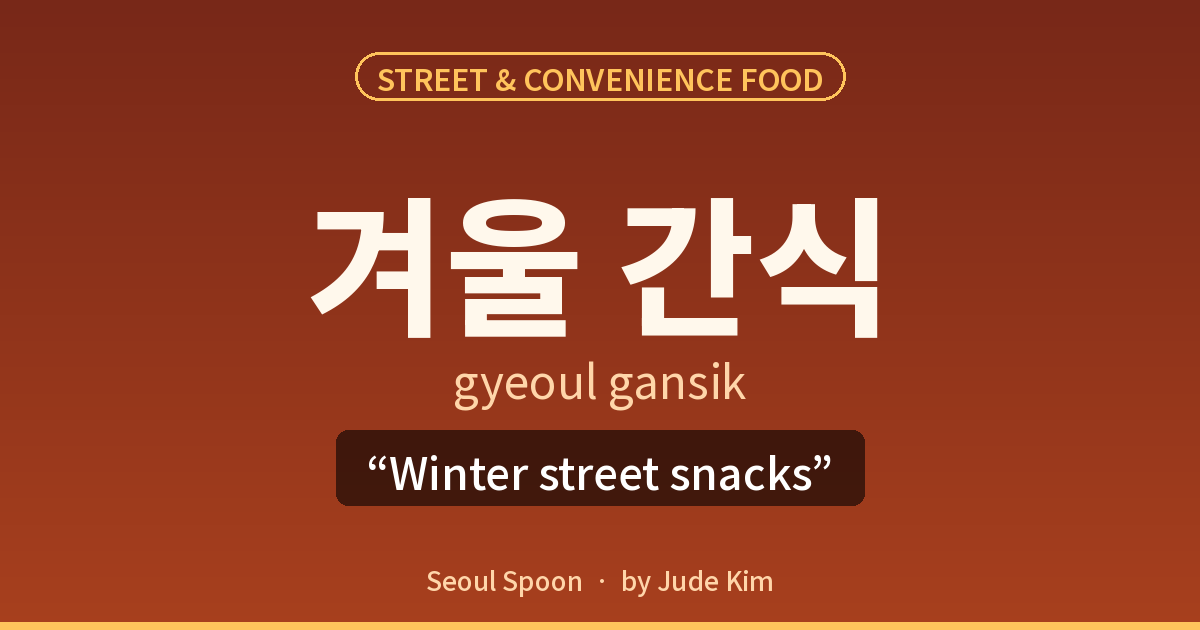 STREET & CONVENIENCE FOOD
겨울 간식
gyeoul gansik
“Winter street snacks”
Seoul Spoon · by Jude Kim